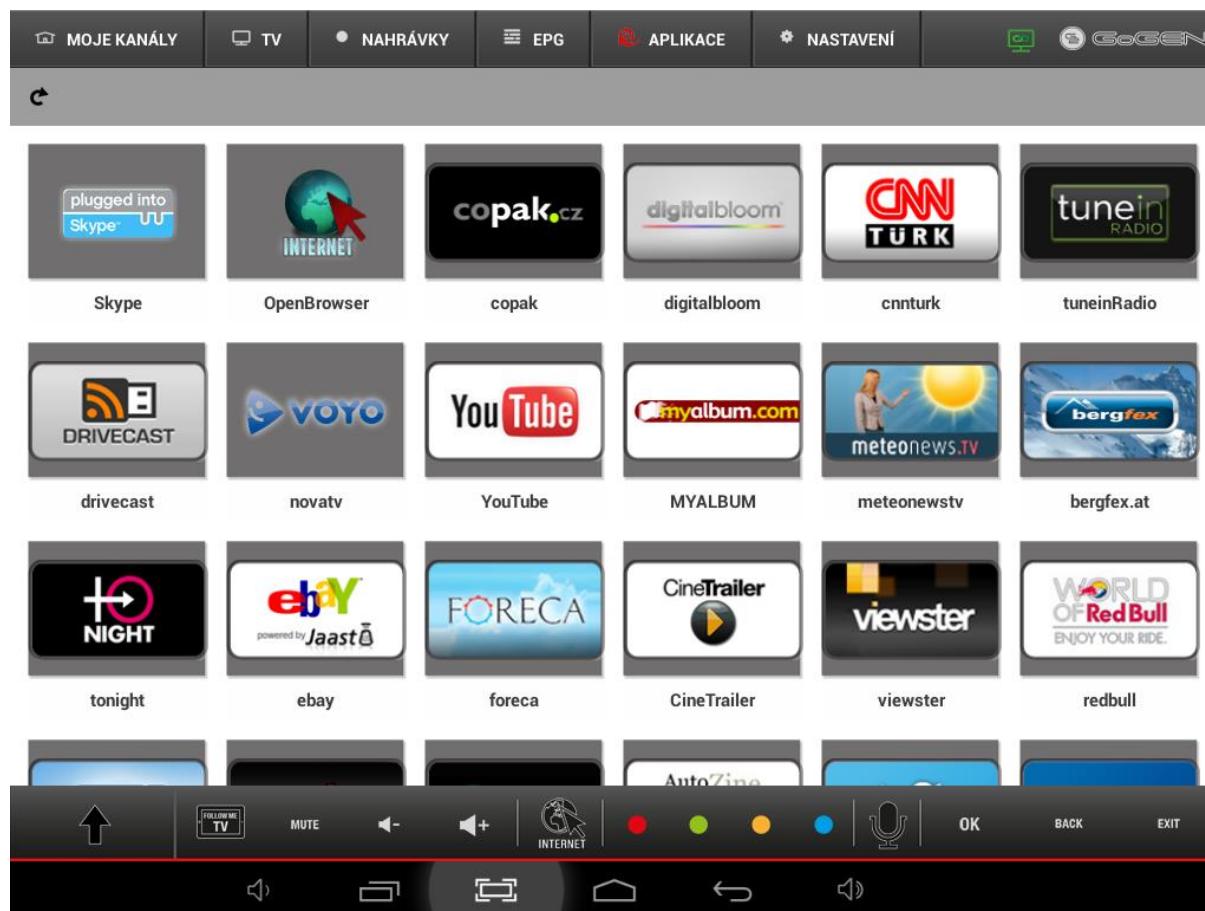 MOJE KANÁLY TV NAHRÁVKY EPG APLIKACE NASTAVENÍ GoGEN
plugged into
Skype
INTERNET
copak.cz
digitalbloom
CNN
TÜRK
tunein
RADIO
Skype OpenBrowser copak digitalbloom cnnturk tuneinRadio
DRIVECAST
VOYO
You Tube
myalbum.com
meteonews.TV
bergfex
drivecast novatv YouTube MYALBUM meteonewstv bergfex.at
NIGHT
ebaY
powered by Jaast
FORECA
CineTrailer
viewster
WORLD
OF Red Bull
ENJOY YOUR RIDE.
tonight ebay foreca CineTrailer viewster redbull
AutoZine
FOLLOW ME
TV
MUTE - + INTERNET OK BACK EXIT